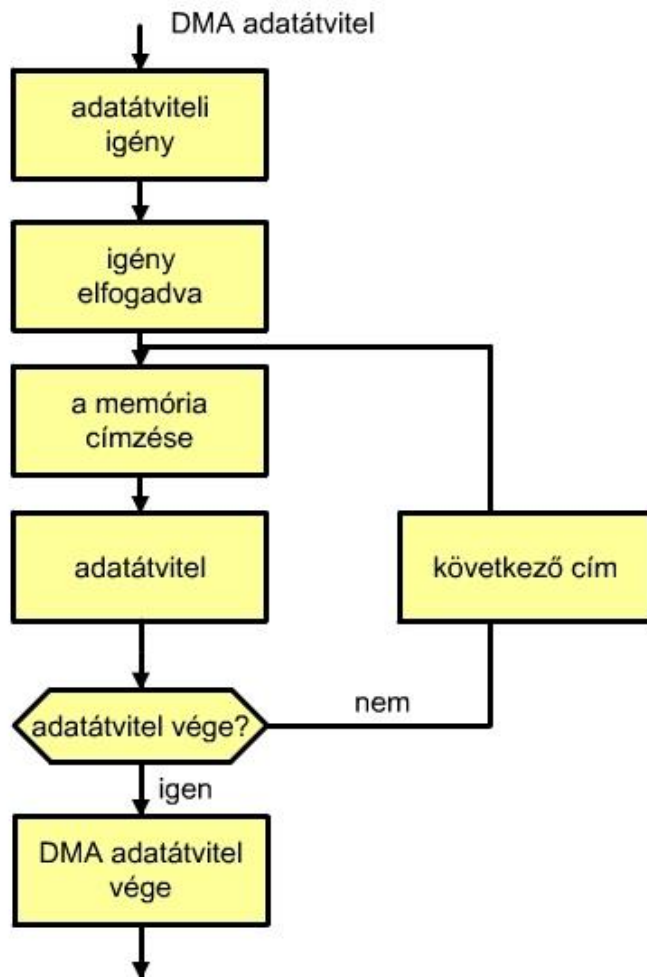 DMA adatátvitel
adatátviteli
igény
igény
elfogadva
a memória
címzése
adatátvitel
következő cím
adatátvitel vége?
nem
igen
DMA adatátvitel
vége